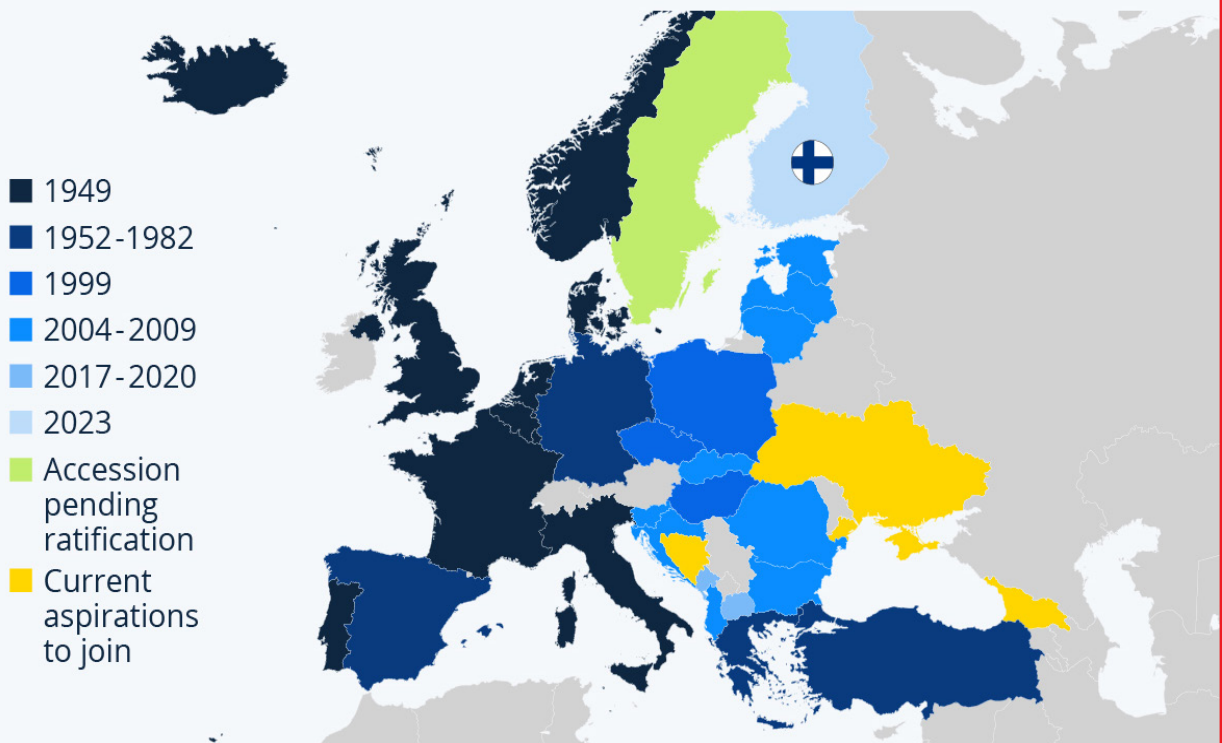 1949
1952-1982
1999
2004-2009
2017-2020
2023
Accession
pending
ratification
Current
aspirations
to join